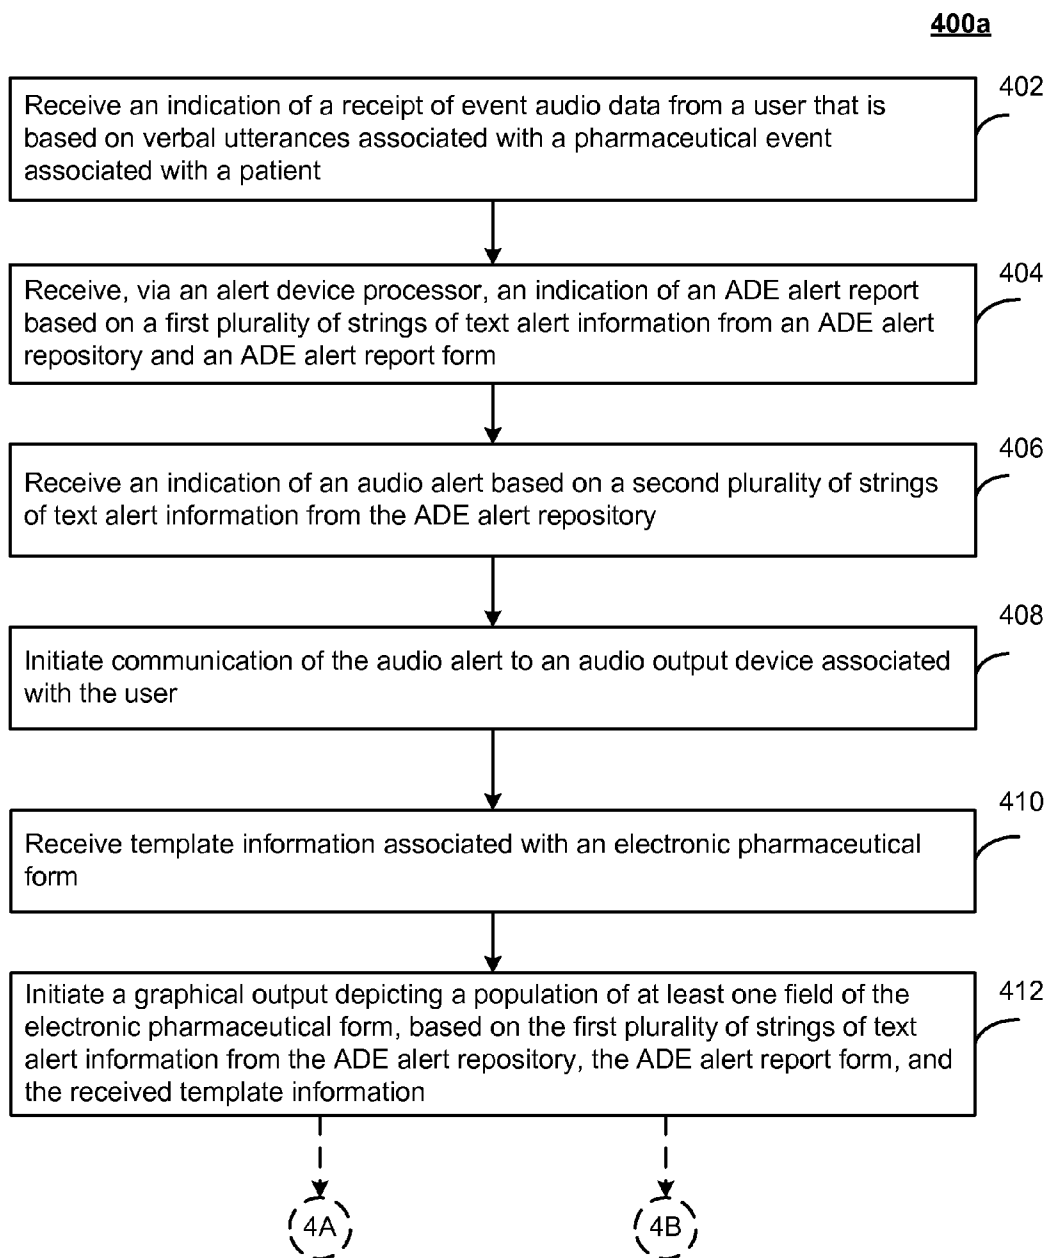 400a
402
Receive an indication of a receipt of event audio data from a user that is
based on verbal utterances associated with a pharmaceutical event
associated with a patient
404
Receive, via an alert device processor, an indication of an ADE alert report
based on a first plurality of strings of text alert information from an ADE alert
repository and an ADE alert report form
406
Receive an indication of an audio alert based on a second plurality of strings
of text alert information from the ADE alert repository
408
Initiate communication of the audio alert to an audio output device associated
with the user
410
Receive template information associated with an electronic pharmaceutical
form
412
Initiate a graphical output depicting a population of at least one field of the
electronic pharmaceutical form, based on the first plurality of strings of text
alert information from the ADE alert repository, the ADE alert report form, and
the received template information
4A
4B